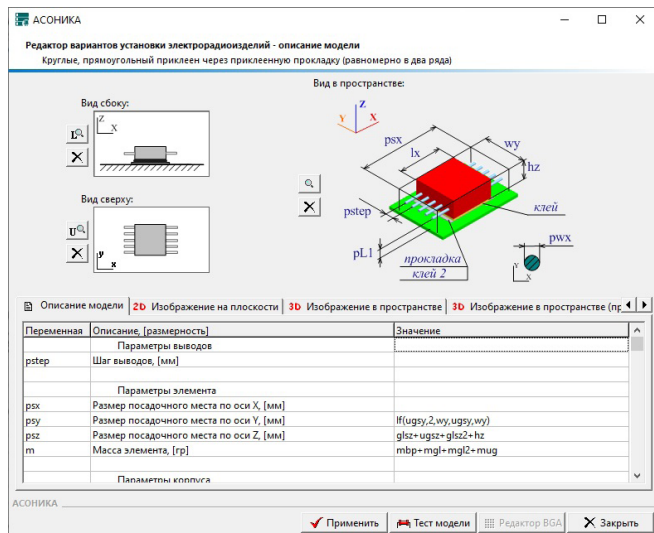 АСОНИКА
Редактор вариантов установки электрорадиоизделий - описание модели
Круглые, прямоугольный приклеен через приклеенную прокладку (равномерно в два ряда)
Вид в пространстве:
Вид сбоку:
Z
X
L
Вид сверху:
U
y
x
Z
Y
X
psx
lx
wy
hz
pstep
клей
pL1
прокладка
клей 2
pwx
Y
X
Описание модели 2D Изображение на плоскости 3D Изображение в пространстве 3D Изображение в пространстве (пр
Переменная Описание, [размерность] Значение
Параметры выводов
pstep Шаг выводов, [мм]
Параметры элемента
psx Размер посадочного места по оси X, [мм]
psy Размер посадочного места по оси Y, [мм] If(ugsy,2,wy,ugsy,wy)
psz Размер посадочного места по оси Z, [мм] glsz+ugsz+glsz2+hz
m Масса элемента, [гр] mbp+mgl+mgl2+mug
Параметры корпуса
АСОНИКА
Применить Тест модели Редактор BGA Закрыть